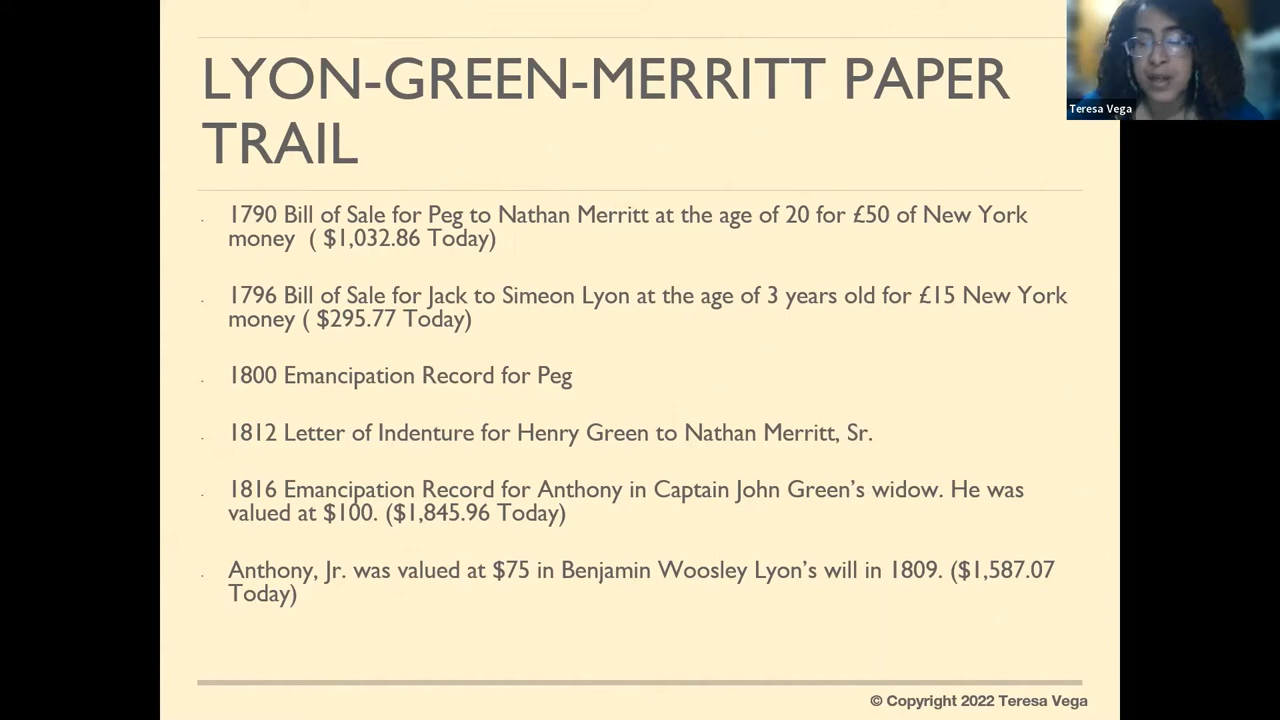 LYON-GREEN-MERRITT PAPER
TRAIL
Teresa Vega
1790 Bill of Sale for Peg to Nathan Merritt at the age of 20 for £50 of New York
money ( $1,032.86 Today)
1796 Bill of Sale for Jack to Simeon Lyon at the age of 3 years old for £15 New York
money ( $295.77 Today)
1800 Emancipation Record for Peg
1812 Letter of Indenture for Henry Green to Nathan Merritt, Sr.
1816 Emancipation Record for Anthony in Captain John Green’s widow. He was
valued at $100. ($1,845.96 Today)
Anthony, Jr. was valued at $75 in Benjamin Woosley Lyon’s will in 1809. ($1,587.07
Today)
© Copyright 2022 Teresa Vega